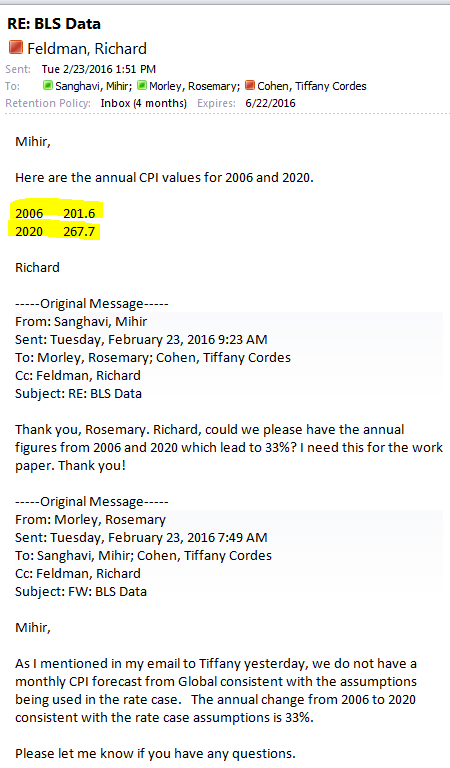 RE: BLS Data
Feldman, Richard
Sent: Tue 2/23/2016 1:51 PM
To: Sanghavi, Mihir; Morley, Rosemary; Cohen, Tiffany Cordes
Retention Policy: Inbox (4 months) Expires: 6/22/2016
Mihir,
Here are the annual CPI values for 2006 and 2020.
2006 201.6
2020 267.7
Richard
-----Original Message-----
From: Sanghavi, Mihir
Sent: Tuesday, February 23, 2016 9:23 AM
To: Morley, Rosemary; Cohen, Tiffany Cordes
Cc: Feldman, Richard
Subject: RE: BLS Data
Thank you, Rosemary. Richard, could we please have the annual
figures from 2006 and 2020 which lead to 33%? I need this for the work
paper. Thank you!
-----Original Message-----
From: Morley, Rosemary
Sent: Tuesday, February 23, 2016 7:49 AM
To: Sanghavi, Mihir; Cohen, Tiffany Cordes
Cc: Feldman, Richard
Subject: FW: BLS Data
Mihir,
As I mentioned in my email to Tiffany yesterday, we do not have a
monthly CPI forecast from Global consistent with the assumptions
being used in the rate case. The annual change from 2006 to 2020
consistent with the rate case assumptions is 33%.
Please let me know if you have any questions.